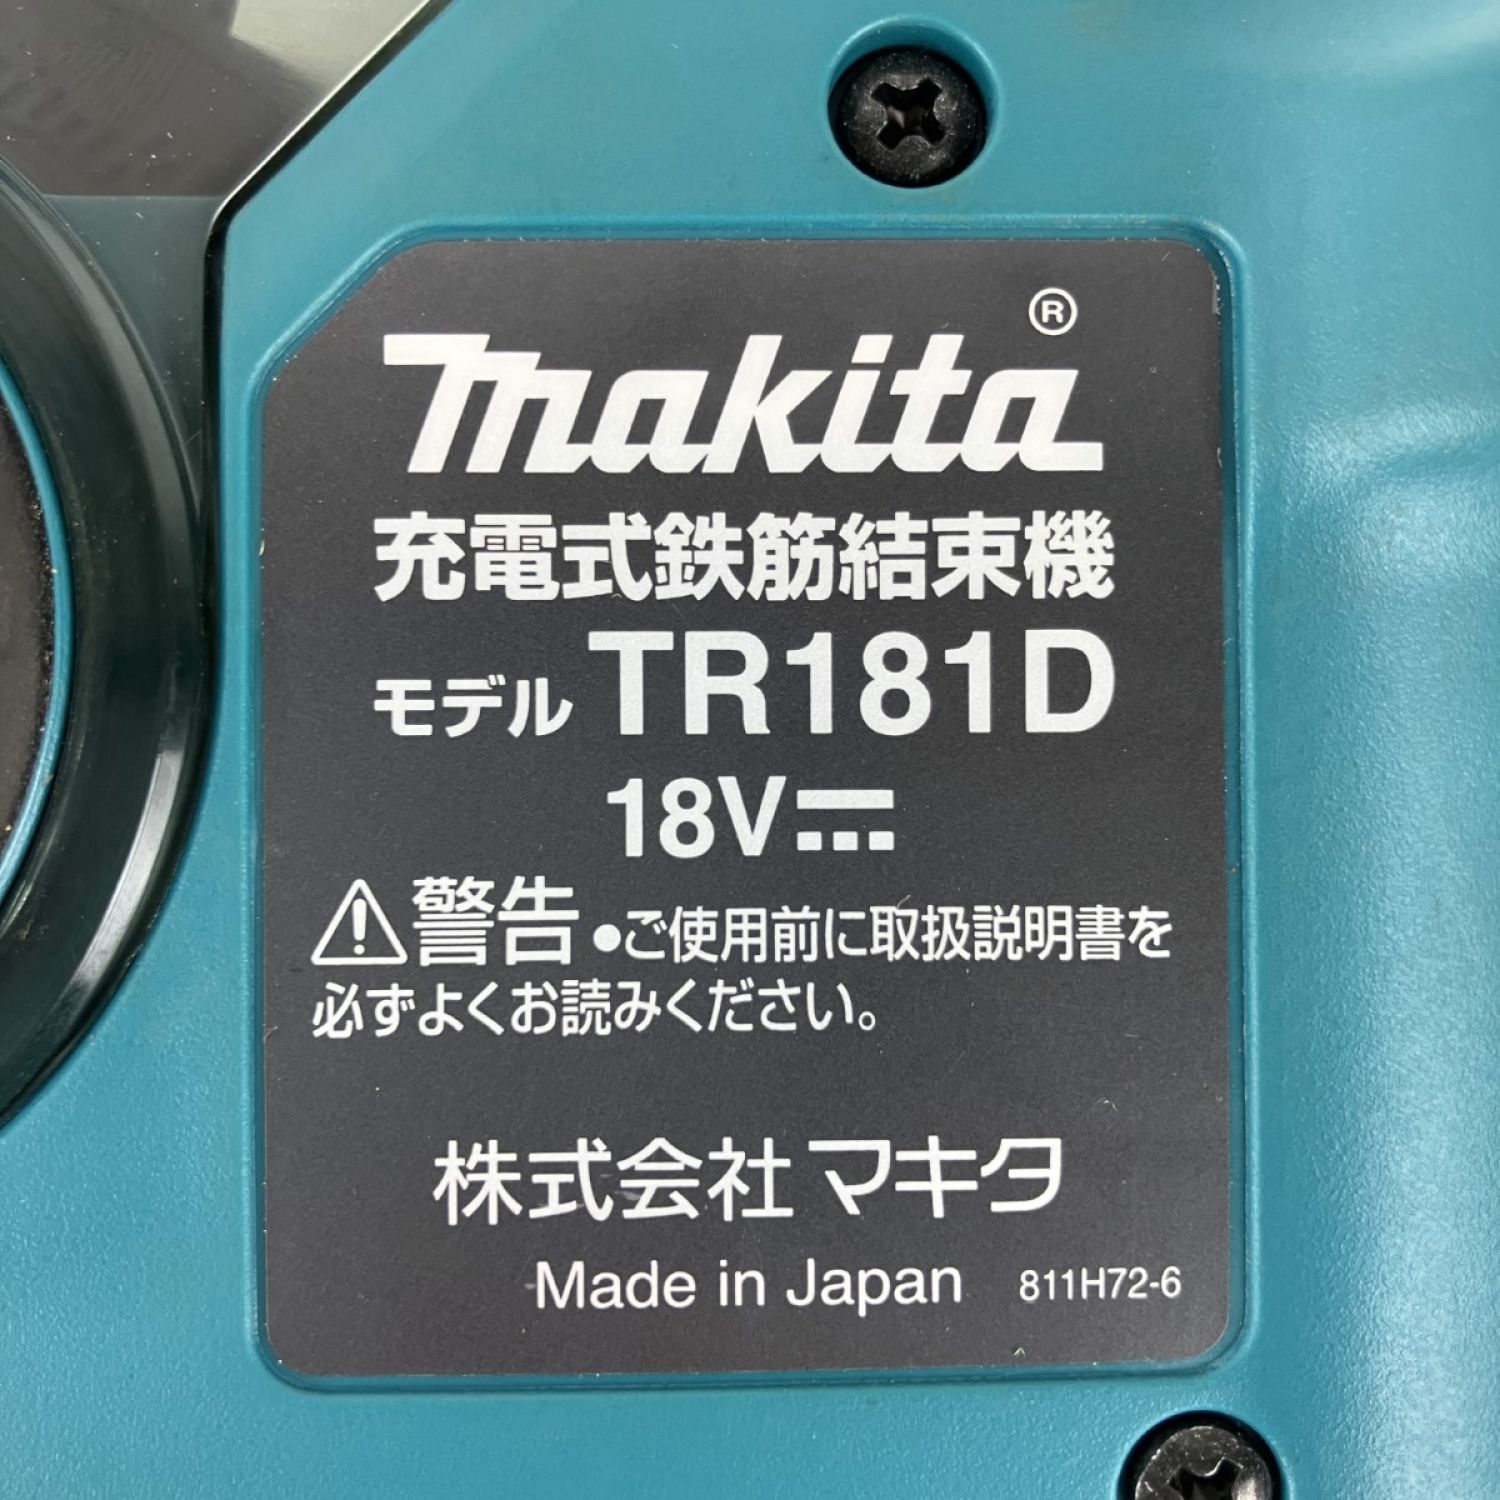 makita®
充電式鉄筋結束機
モデル TR181D
18V⎓
⚠警告 ●ご使用前に取扱説明書を
必ずよくお読みください。
株式会社マキタ
Made in Japan 811H72-6